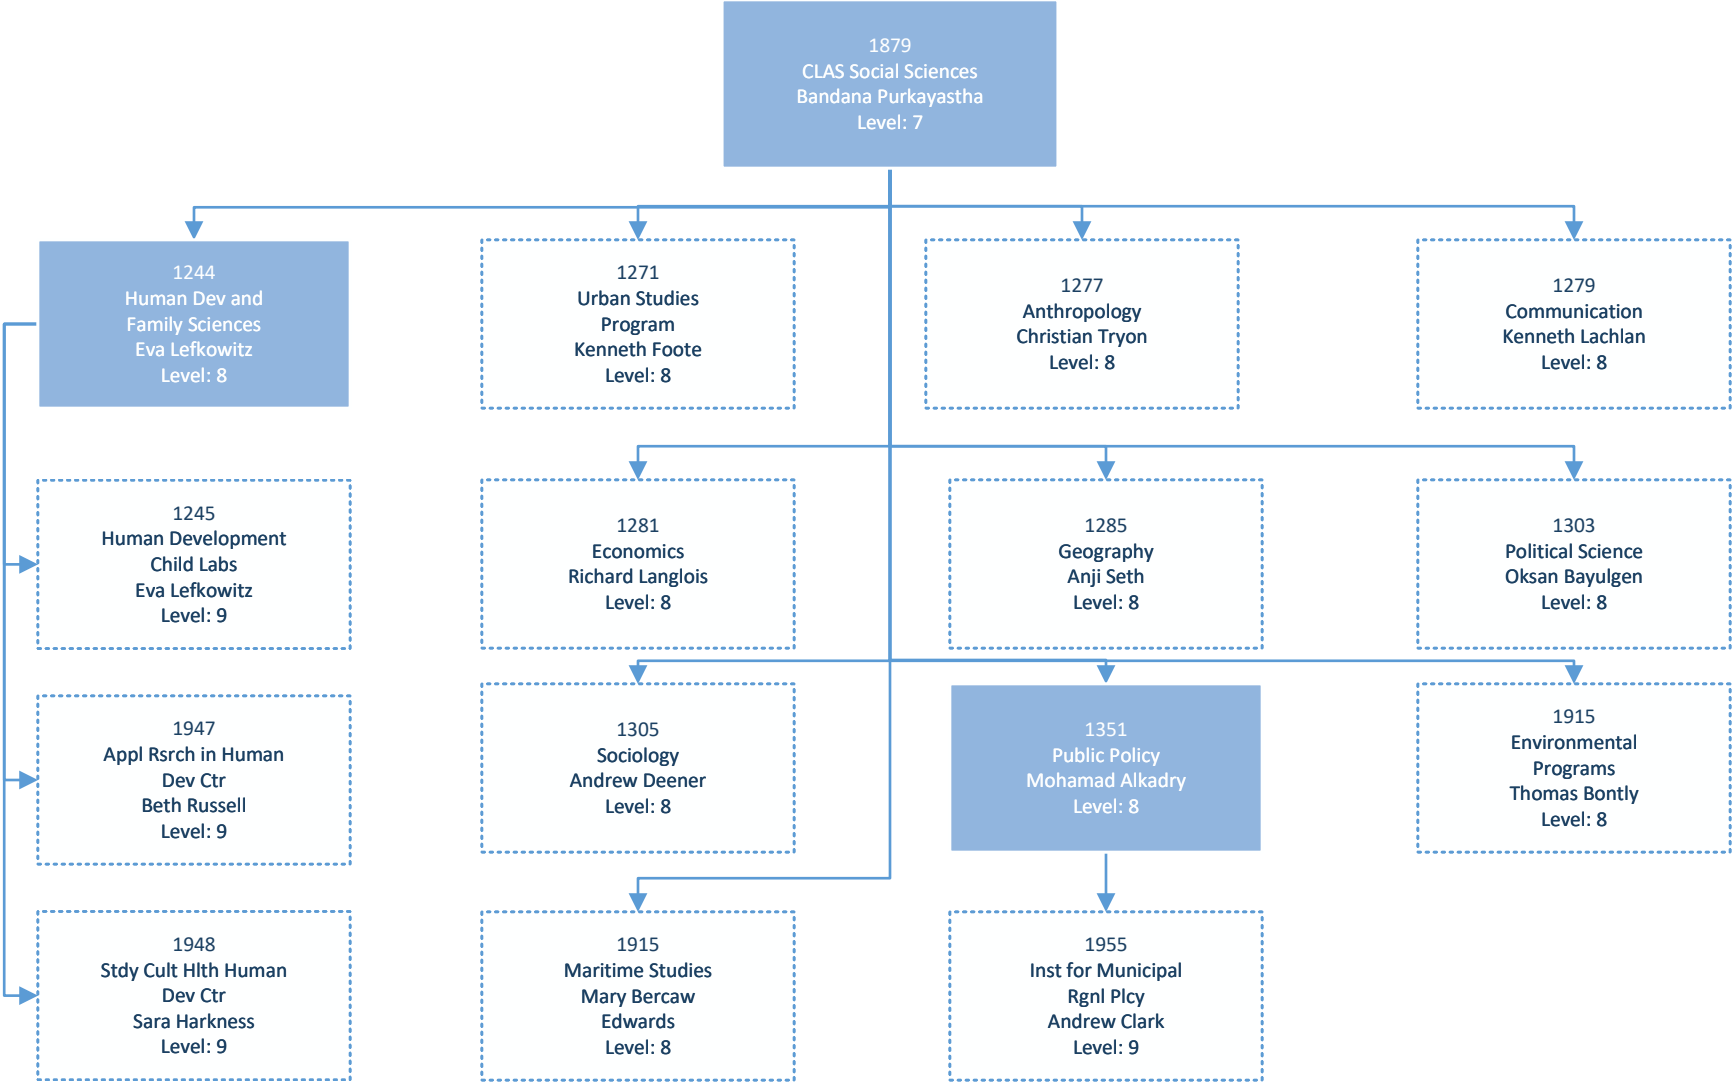 1879
CLAS Social Sciences
Bandana Purkayastha
Level: 7
1244
Human Dev and
Family Sciences
Eva Lefkowitz
Level: 8
1271
Urban Studies
Program
Kenneth Foote
Level: 8
1277
Anthropology
Christian Tryon
Level: 8
1279
Communication
Kenneth Lachlan
Level: 8
1245
Human Development
Child Labs
Eva Lefkowitz
Level: 9
1281
Economics
Richard Langlois
Level: 8
1285
Geography
Anji Seth
Level: 8
1303
Political Science
Oksan Bayulgen
Level: 8
1947
Appl Rsrch in Human
Dev Ctr
Beth Russell
Level: 9
1305
Sociology
Andrew Deener
Level: 8
1351
Public Policy
Mohamad Alkadry
Level: 8
1915
Environmental
Programs
Thomas Bontly
Level: 8
1948
Stdy Cult Hlth Human
Dev Ctr
Sara Harkness
Level: 9
1915
Maritime Studies
Mary Bercaw
Edwards
Level: 8
1955
Inst for Municipal
Rgnl Plcy
Andrew Clark
Level: 9